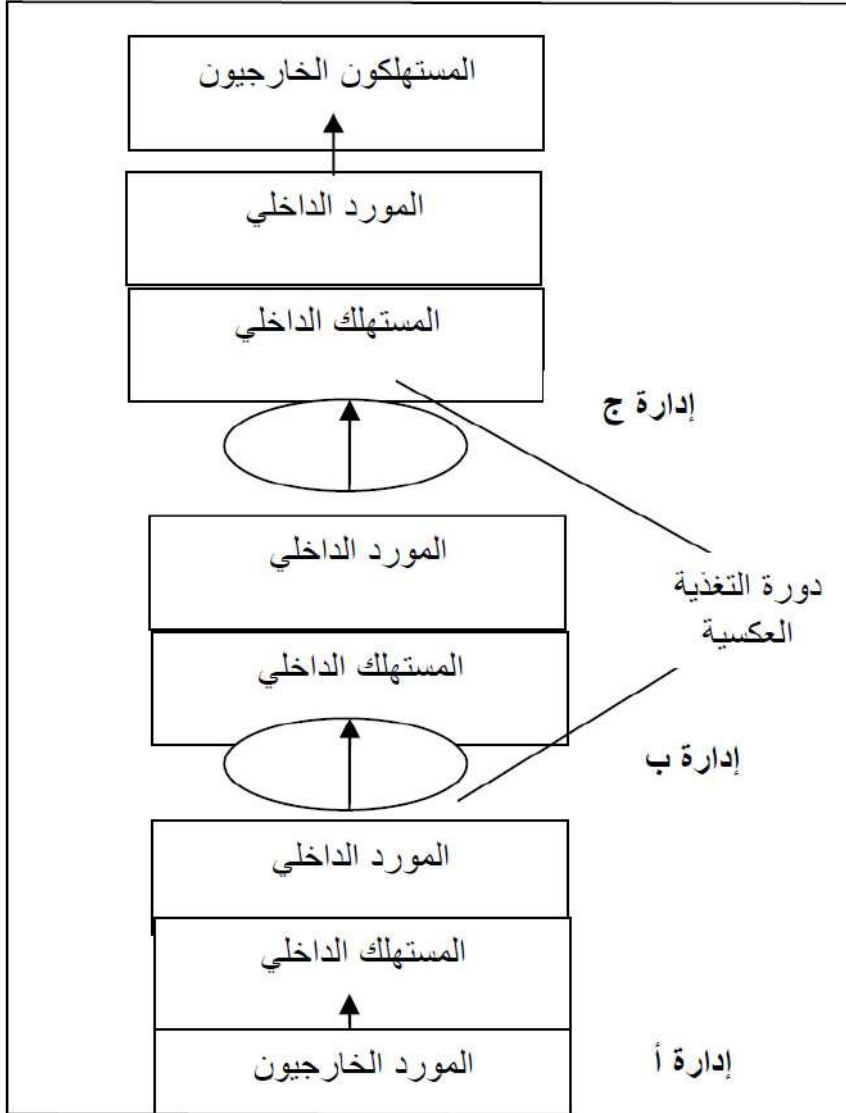 المستهلكون الخارجيون
المورد الداخلي
المستهلك الداخلي
إدارة ج
المورد الداخلي
دورة التغذية
العكسية
المستهلك الداخلي
إدارة ب
المورد الداخلي
المستهلك الداخلي
المورد الخارجيون
إدارة أ